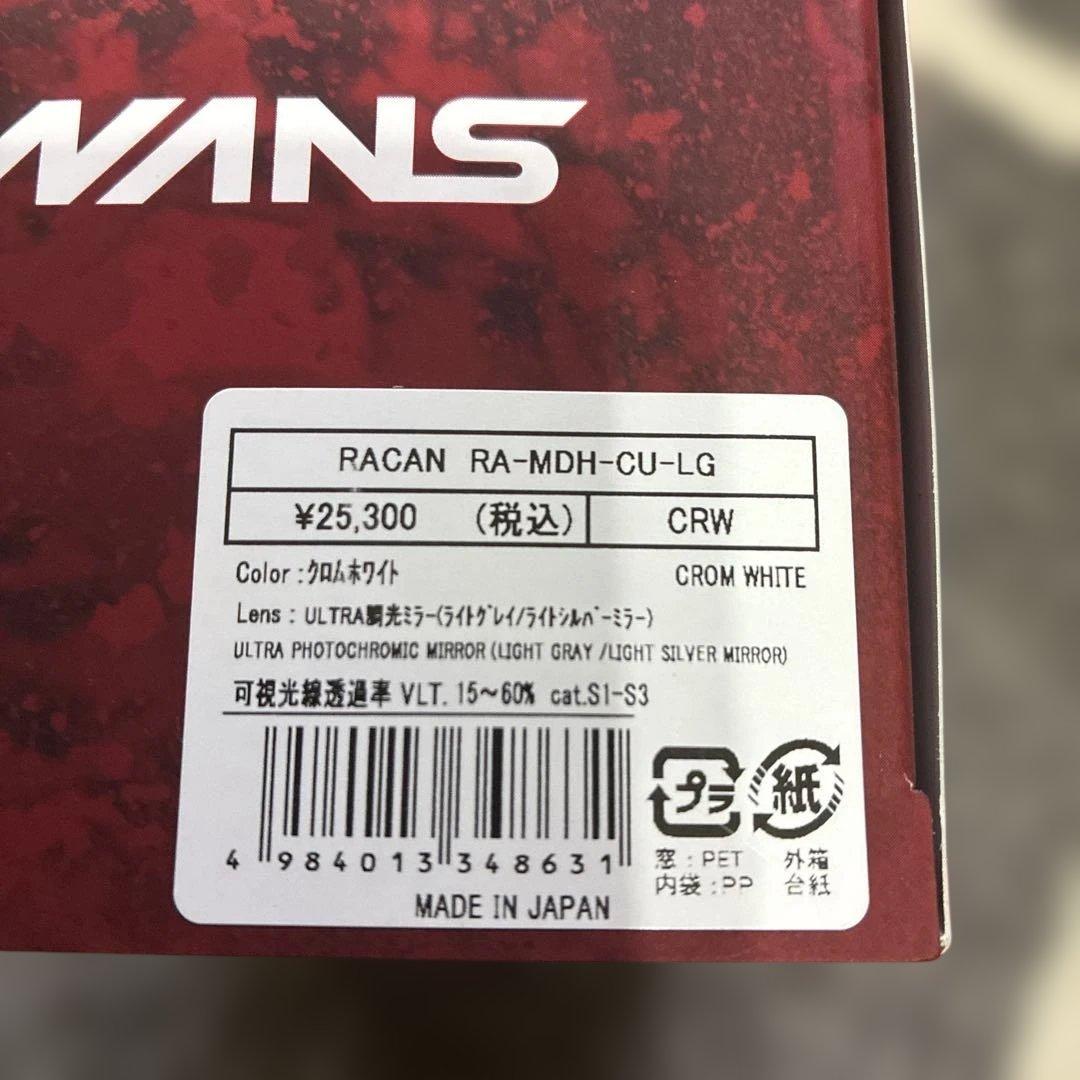 WANS
RACAN RA-MDH-CU-LG
¥25,300 (税込) CRW
Color : クロムホワイト CROM WHITE
Lens : ULTRA調光ミラー(ライトグレイ/ライトシルバーミラー)
ULTRA PHOTOCHROMIC MIRROR (LIGHT GRAY /LIGHT SILVER MIRROR)
可視光線透過率 VLT. 15～60% cat.S1-S3
プラ 紙
4 984013 348631
窓 : PET 外箱
内袋 : PP 台紙
MADE IN JAPAN